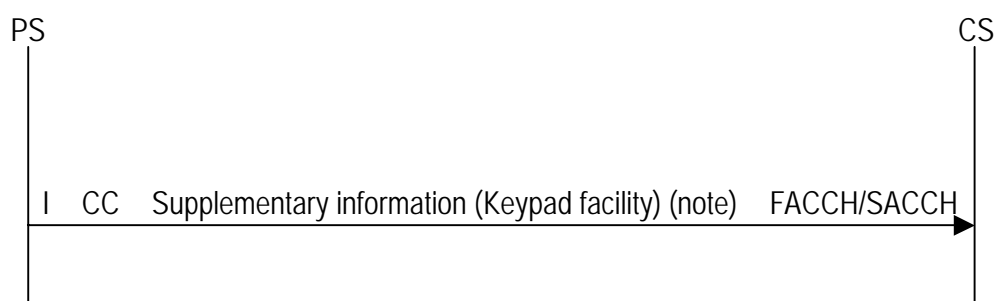 PS CS
I CC Supplementary information (Keypad facility) (note) FACCH/SACCH